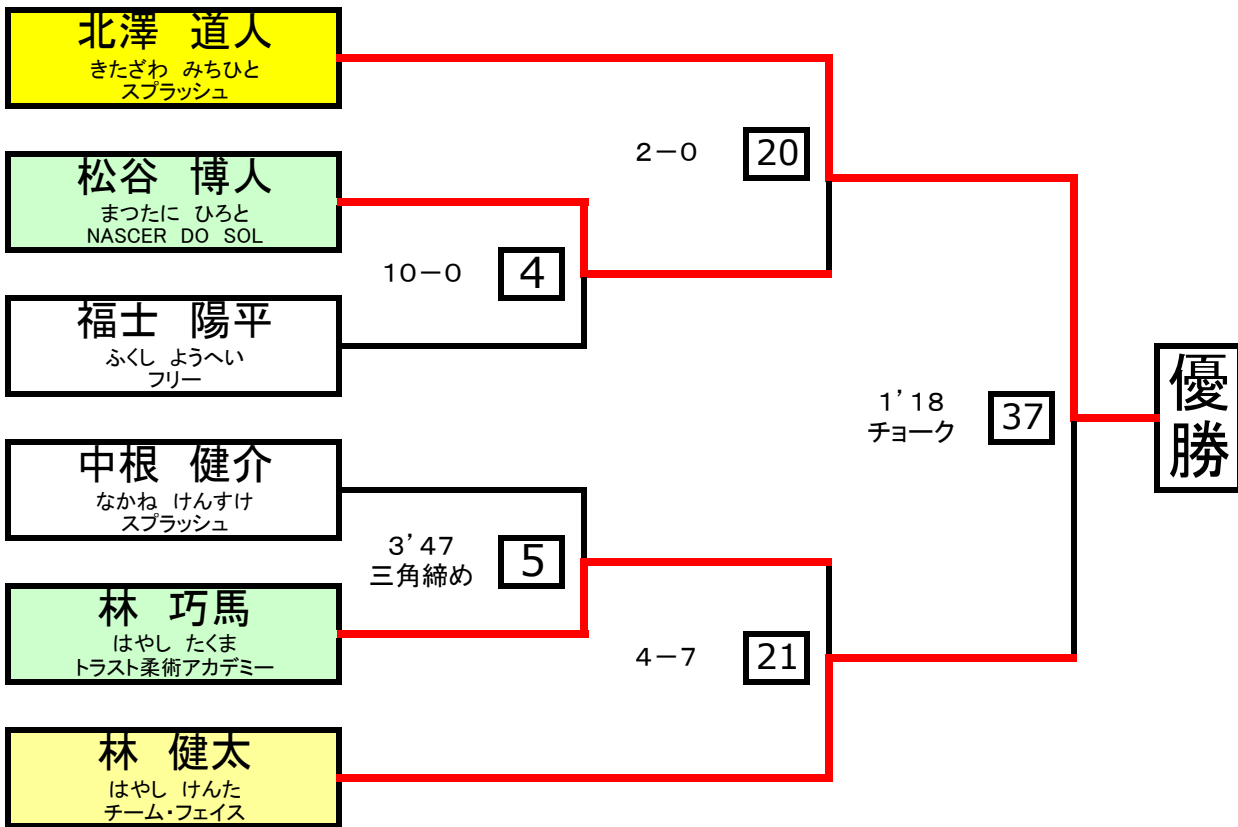 北澤 道人
きたざわ みちひと
スプラッシュ
松谷 博人
まつたに ひろと
NASCER DO SOL
福士 陽平
ふくし ようへい
フリー
中根 健介
なかね けんすけ
スプラッシュ
林 巧馬
はやし たくま
トラスト柔術アカデミー
林 健太
はやし けんた
チーム・フェイス
10－0
4
3’47
三角締め
5
2－0
20
4－7
21
1’18
チョーク
37
優
勝